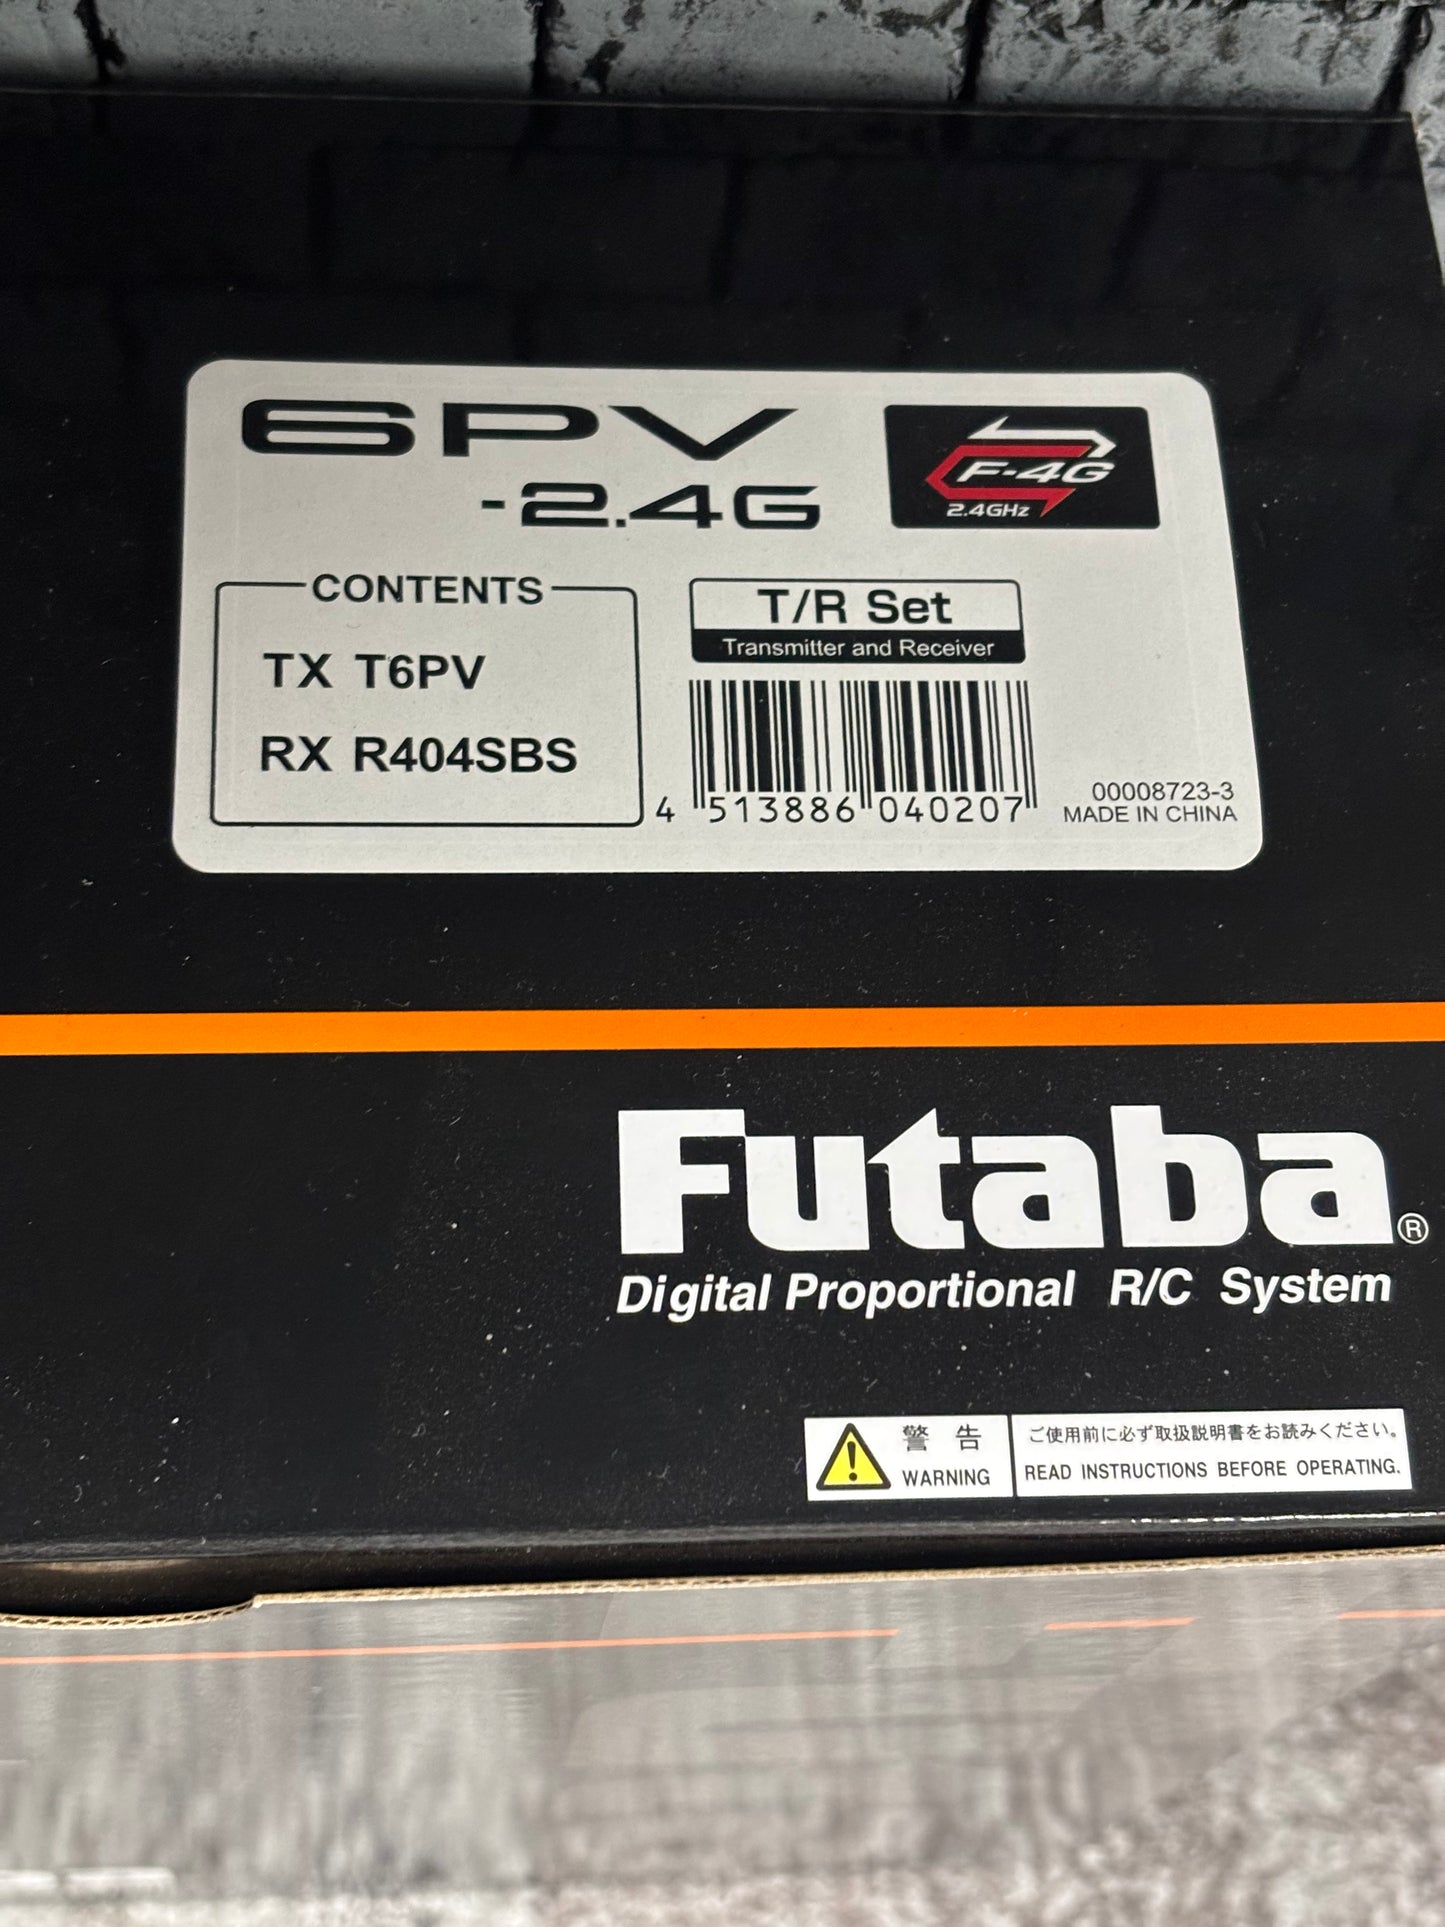 6PV
-2.4G
F-4G
2.4GHz
CONTENTS
TX T6PV
RX R404SBS
T/R Set
Transmitter and Receiver
4 513886 040207
00008723-3
MADE IN CHINA
Futaba®
Digital Proportional R/C System
警 告
WARNING
ご使用前に必ず取扱説明書をお読みください。
READ INSTRUCTIONS BEFORE OPERATING.